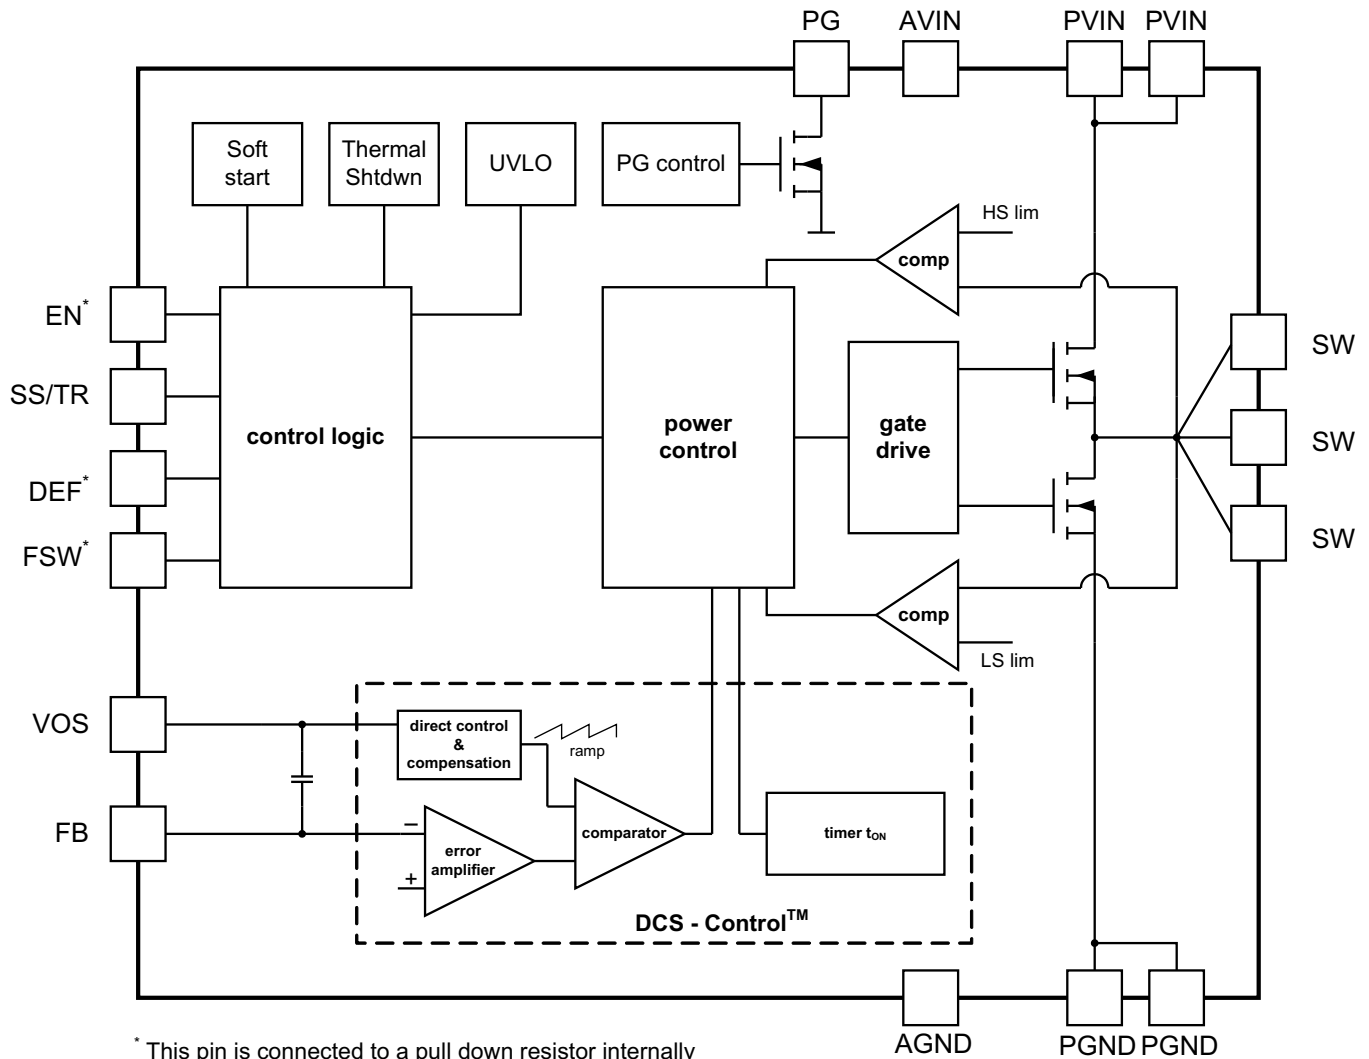 PG AVIN PVIN PVIN
Soft
start
Thermal
Shtdwn
UVLO
PG control
HS lim
comp
EN*
SS/TR
DEF*
FSW*
control logic
power
control
gate
drive
SW
SW
SW
comp
LS lim
VOS
FB
direct control
&
compensation
ramp
−
+
error
amplifier
comparator
timer tON
DCS - Control™
AGND PGND PGND
* This pin is connected to a pull down resistor internally